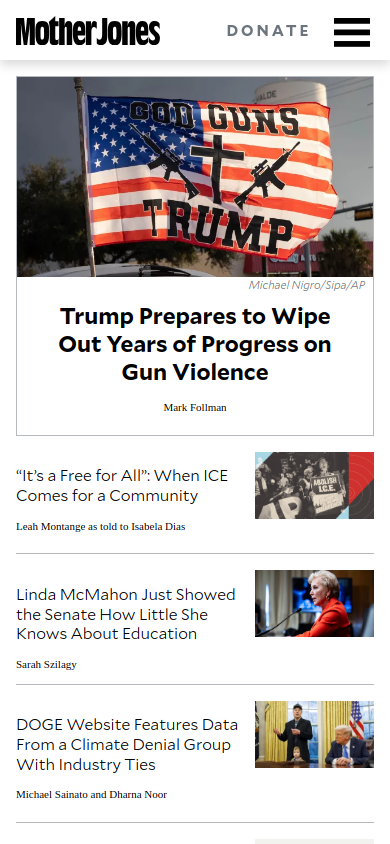 Mother Jones
DONATE
UVALDE
GOD GUNS
TRUMP
Michael Nigro/Sipa/AP
Trump Prepares to Wipe
Out Years of Progress on
Gun Violence
Mark Follman
“It’s a Free for All”: When ICE
Comes for a Community
Leah Montange as told to Isabela Dias
ABOLISH
I.C.E.
Linda McMahon Just Showed
the Senate How Little She
Knows About Education
Sarah Szilagy
DOGE Website Features Data
From a Climate Denial Group
With Industry Ties
Michael Sainato and Dharna Noor